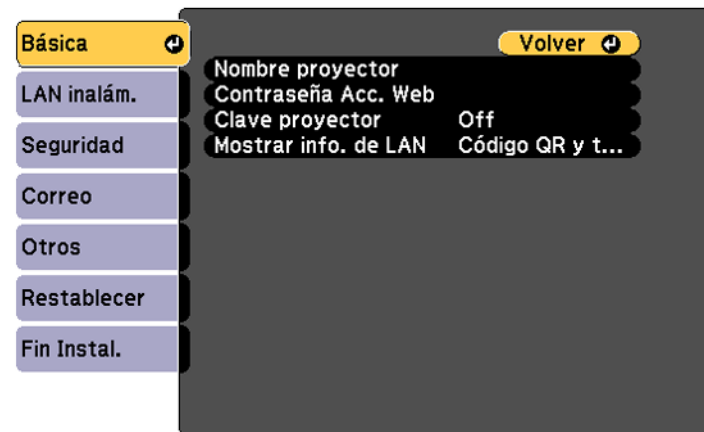 Básica
LAN inalám.
Seguridad
Correo
Otros
Restablecer
Fin Instal.
Volver
Nombre proyector
Contraseña Acc. Web
Clave proyector Off
Mostrar info. de LAN Código QR y t...